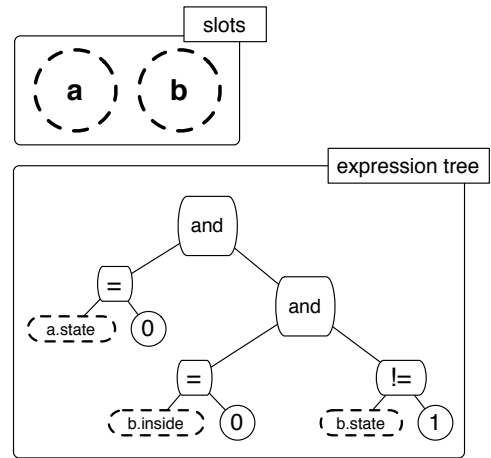 slots
a b
expression tree
and
=
and
a.state 0
= !=
b.inside 0 b.state 1